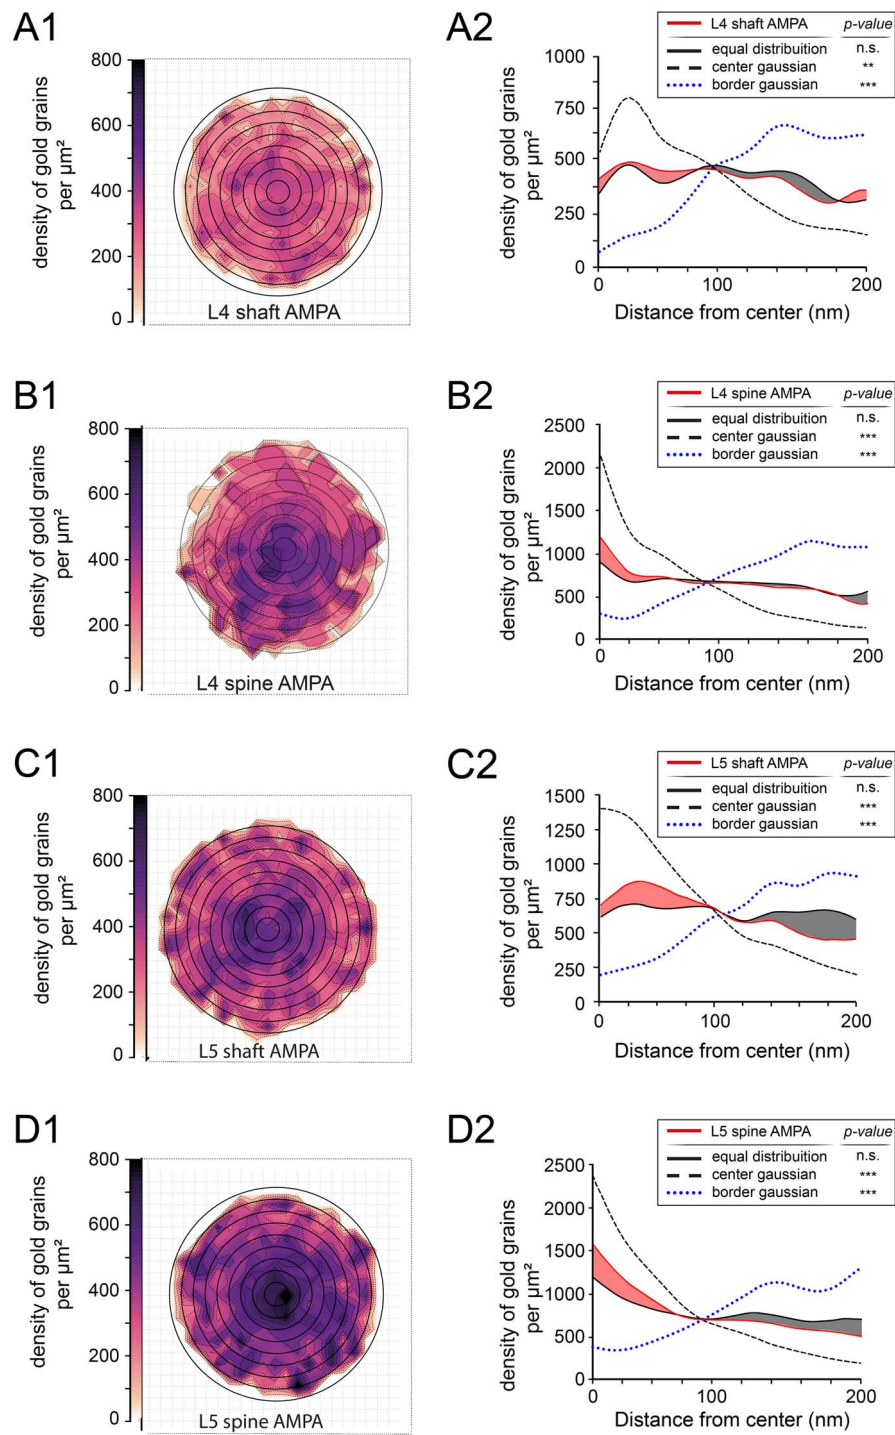 A1
density of gold grains
per µm²
800
600
400
200
0
L4 shaft AMPA
A2
L4 shaft AMPA p-value
equal distribuition n.s.
center gaussian **
border gaussian ***
density of gold grains
per µm²
1000
750
500
250
0
0 100 200
Distance from center (nm)
B1
density of gold grains
per µm²
800
600
400
200
0
L4 spine AMPA
B2
L4 spine AMPA p-value
equal distribuition n.s.
center gaussian ***
border gaussian ***
density of gold grains
per µm²
2500
2000
1500
1000
500
0
0 100 200
Distance from center (nm)
C1
density of gold grains
per µm²
800
600
400
200
0
L5 shaft AMPA
C2
L5 shaft AMPA p-value
equal distribuition n.s.
center gaussian ***
border gaussian ***
density of gold grains
per µm²
1500
1250
1000
750
500
250
0
0 100 200
Distance from center (nm)
D1
density of gold grains
per µm²
800
600
400
200
0
L5 spine AMPA
D2
L5 spine AMPA p-value
equal distribuition n.s.
center gaussian ***
border gaussian ***
density of gold grains
per µm²
2500
2000
1500
1000
500
0
0 100 200
Distance from center (nm)